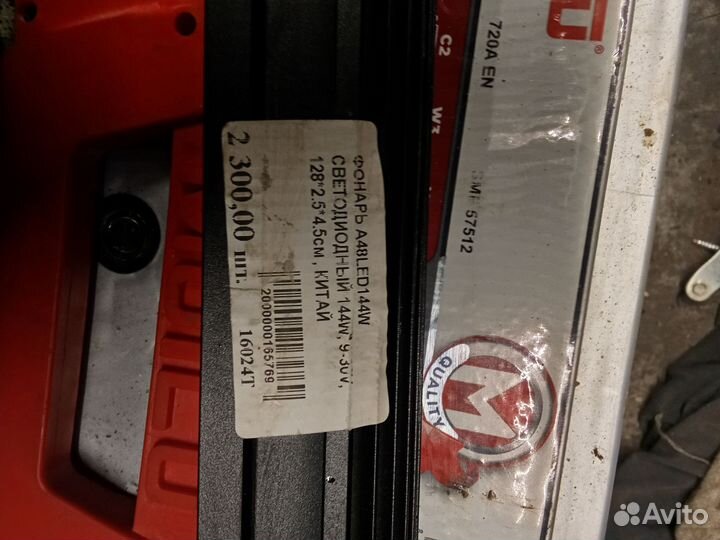 ФОНАРЬ A48LED144W
СВЕТОДИОДНЫЙ 144W, 9-30V,
128*2.5*4.5см, КИТАЙ
2000000165769
2 300,00 шт.
16024Т
720A EN
C2
W3
57512
QUALITY
M
U®
Avito